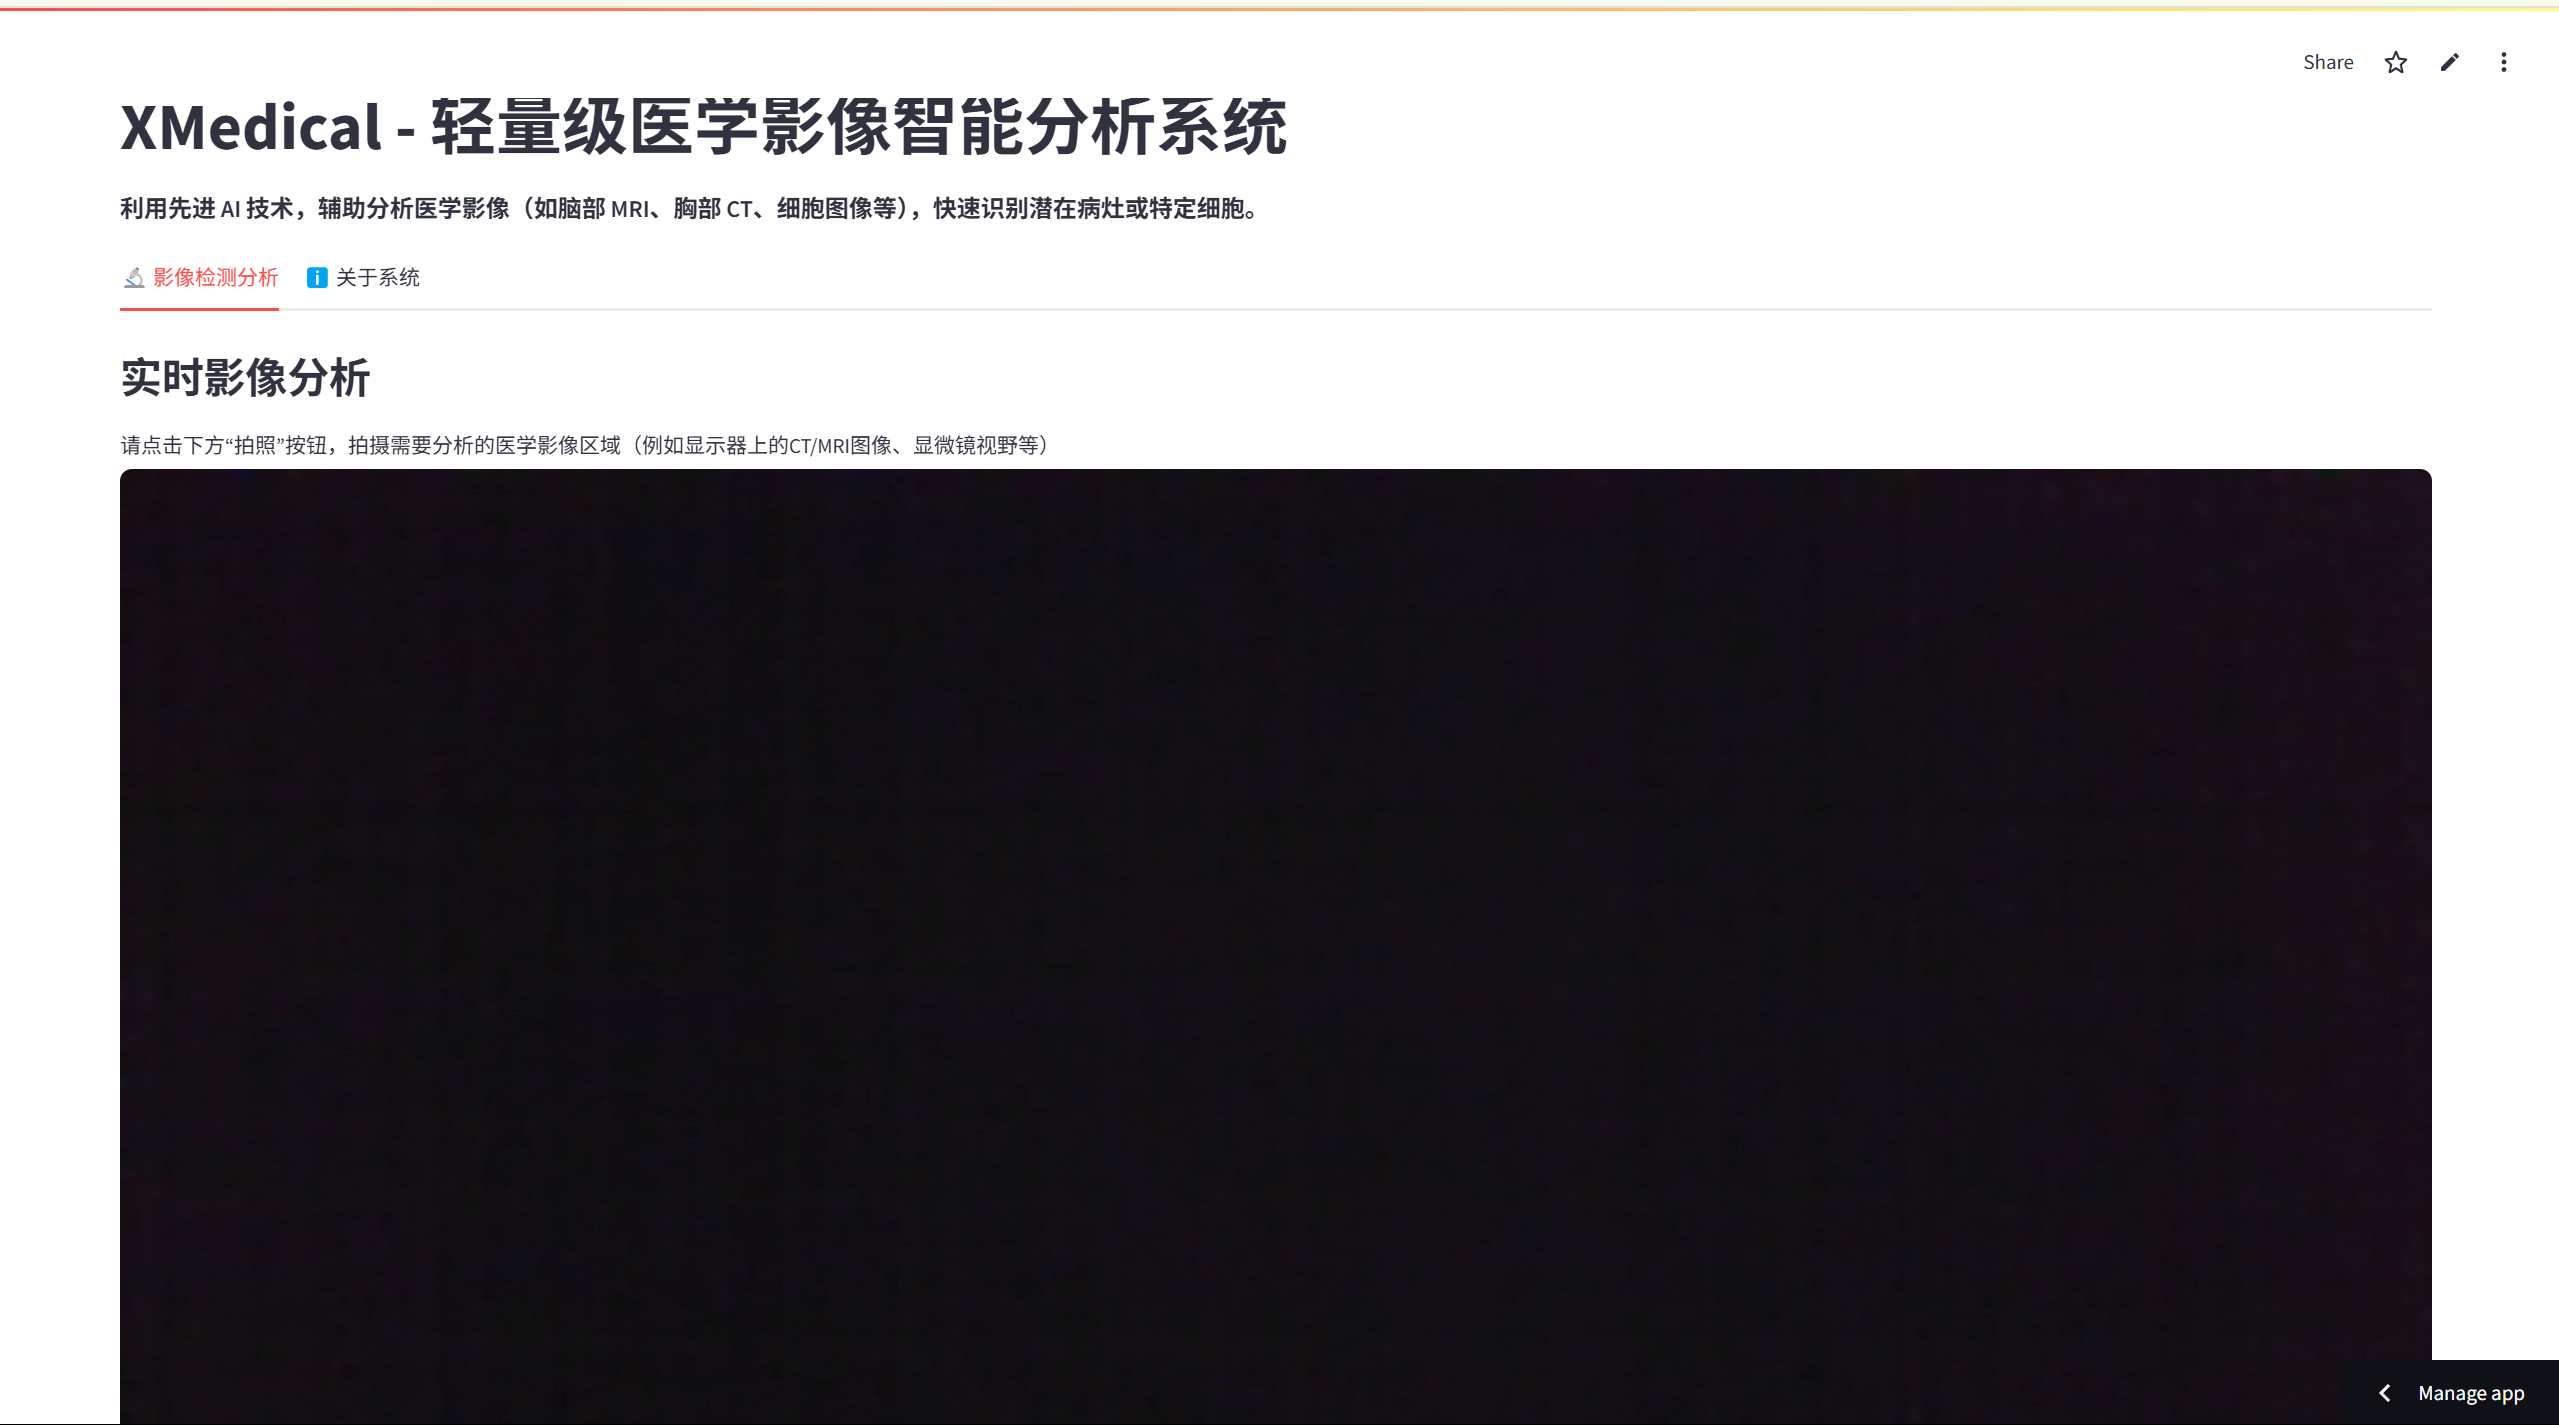 Share
XMedical - 轻量级医学影像智能分析系统
利用先进 AI 技术，辅助分析医学影像（如脑部 MRI、胸部 CT、细胞图像等），快速识别潜在病灶或特定细胞。
影像检测分析 关于系统
实时影像分析
请点击下方“拍照”按钮，拍摄需要分析的医学影像区域（例如显示器上的CT/MRI图像、显微镜视野等）
Manage app